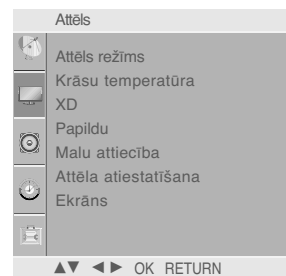 Attēls
Attēls režīms
Krāsu temperatūra
XD
Papildu
Malu attiecība
Attēla atiestatīšana
Ekrāns
▲▼ ◄► OK RETURN